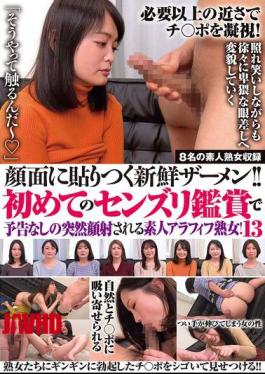 必要以上の近さでチ〇ポを凝視!
「そうやって触るんだ〜♡」
照れ笑いしながらも
徐々に卑猥な眼差しへ
変貌していく
8名の素人熟女収録
顔面に貼りつく新鮮ザーメン!!
初めてのセンズリ鑑賞で
予告なしの突然顔射される素人アラフィフ熟女!13
自然とチ〇ポに
吸い寄せられる
つい手が伸びてしまう女の性
熟女たちにギンギンに勃起したチ〇ポをシゴいて見せつける!!